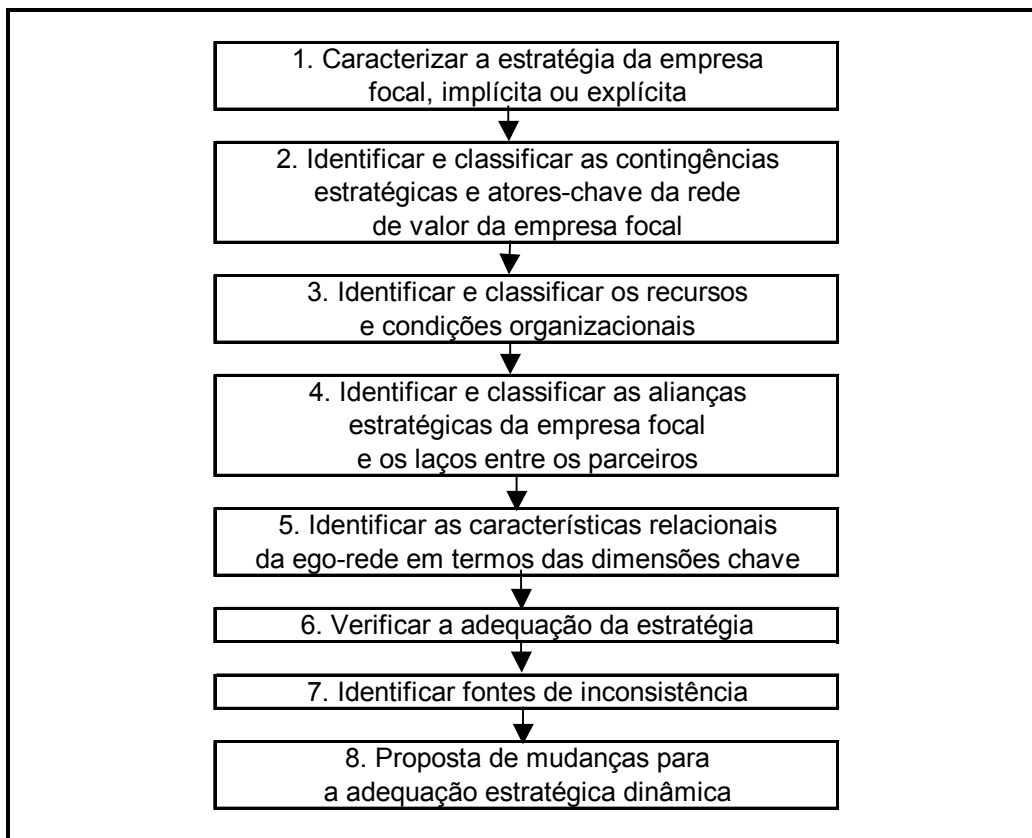 1. Caracterizar a estratégia da empresa
focal, implícita ou explícita
2. Identificar e classificar as contingências
estratégicas e atores-chave da rede
de valor da empresa focal
3. Identificar e classificar os recursos
e condições organizacionais
4. Identificar e classificar as alianças
estratégicas da empresa focal
e os laços entre os parceiros
5. Identificar as características relacionais
da ego-rede em termos das dimensões chave
6. Verificar a adequação da estratégia
7. Identificar fontes de inconsistência
8. Proposta de mudanças para
a adequação estratégica dinâmica